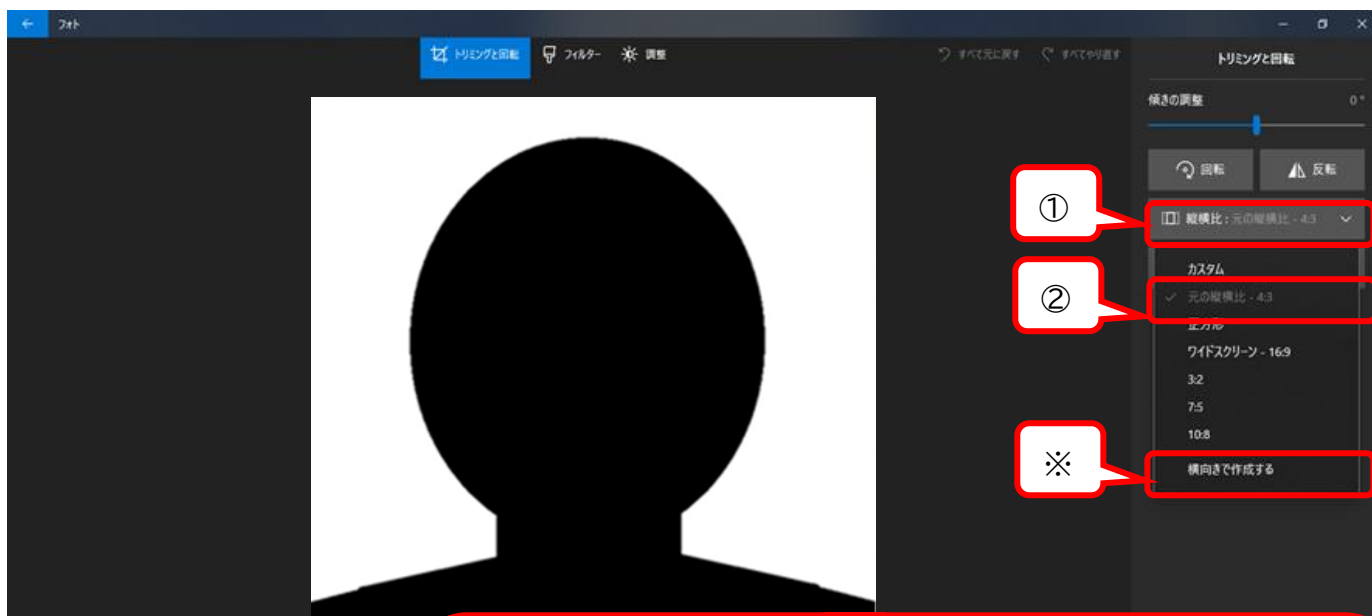 ← フォト
トリミングと回転 フィルター 調整 すべて元に戻す すべてやり直す
トリミングと回転
傾きの調整 0°
回転 反転
① 縦横比 : 元の縦横比 - 4:3
カスタム
② ✓ 元の縦横比 - 4:3
正方形
ワイドスクリーン - 16:9
3:2
7:5
10:8
※ 横向きで作成する